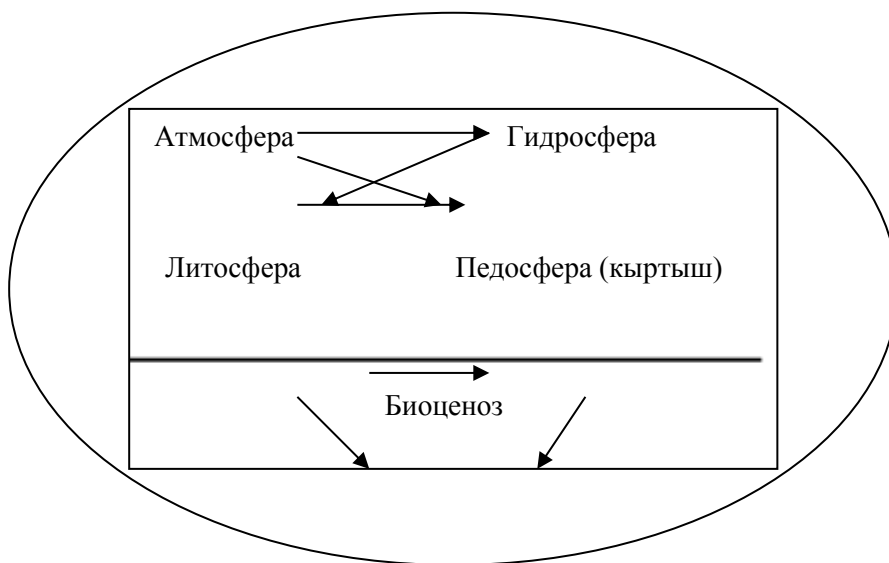 Атмосфера Гидросфера
Литосфера Педосфера (кыртыш)
Биоценоз